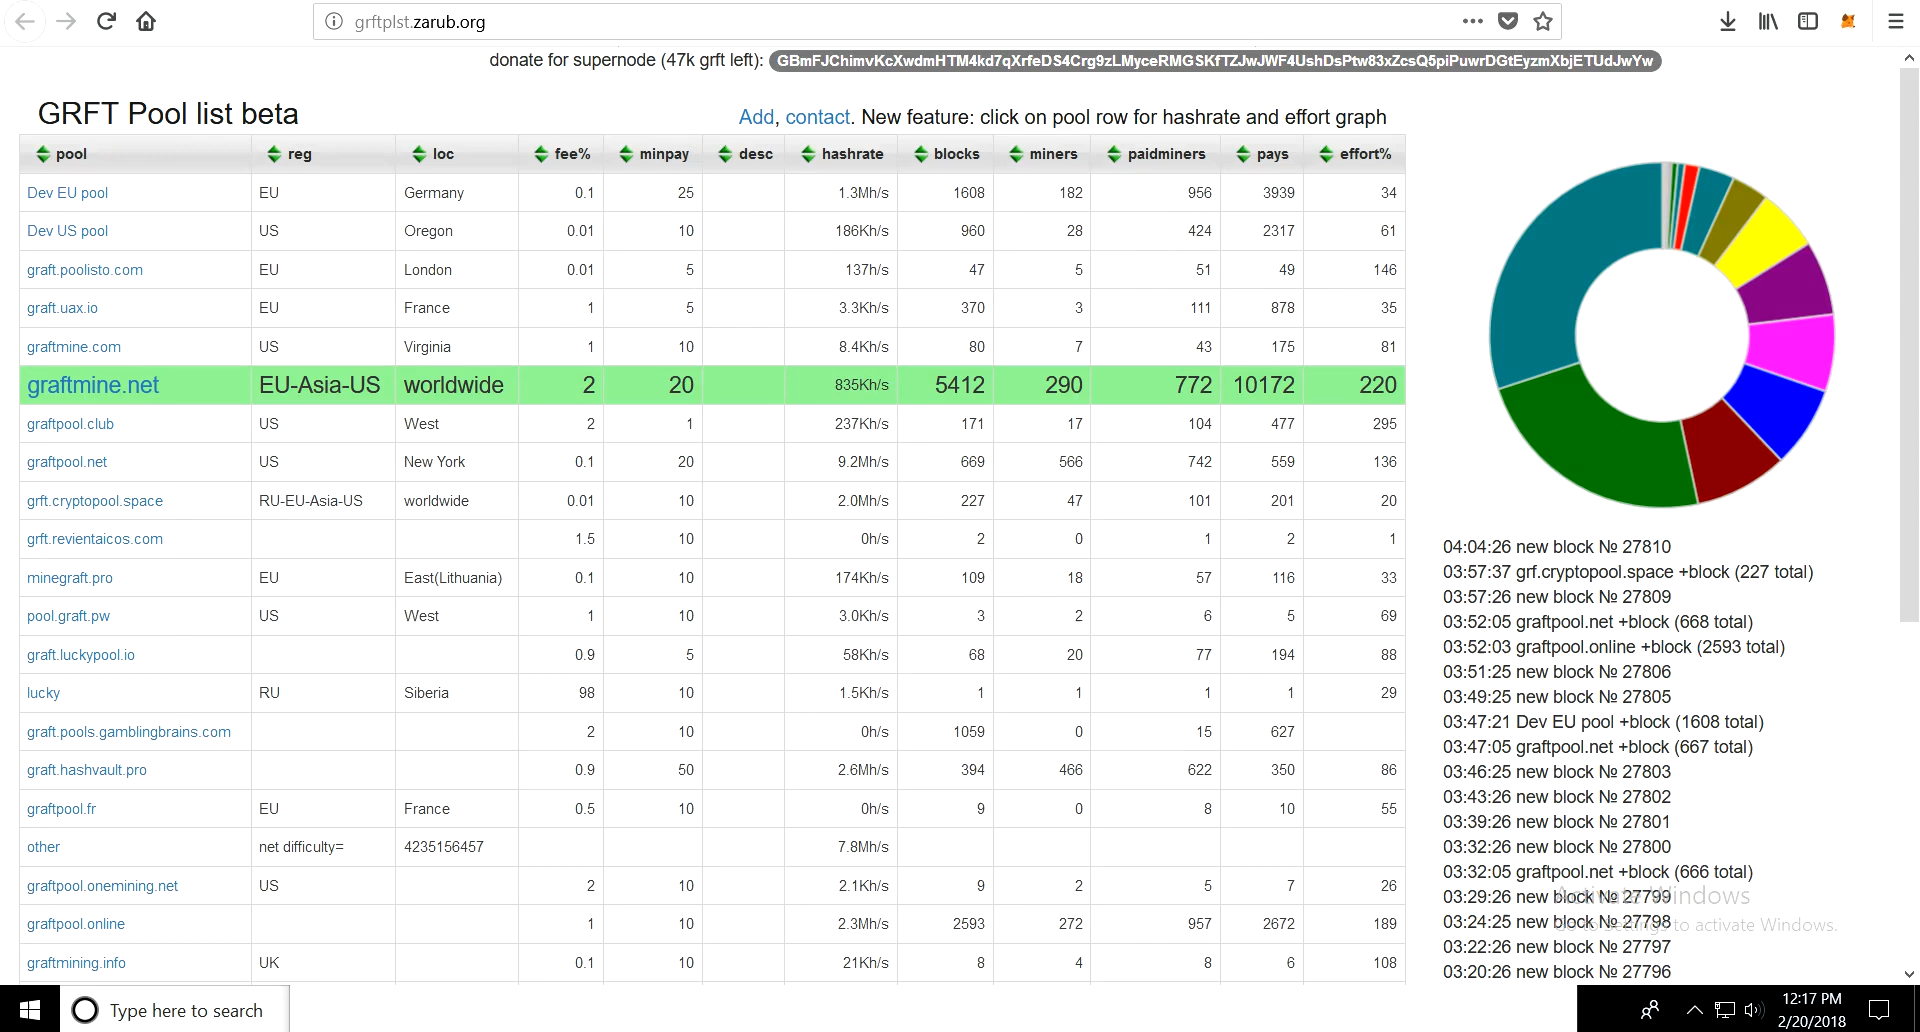 grftplst.zarub.org
donate for supernode (47k grft left): GBmFJChimvKcXwdmHTM4kd7qXrfeDS4Crg9zLMyceRMGSKfTZJwJWF4UshDsPtw83xZcsQ5piPuwrDGtEyzmXbjETUdJwYw
GRFT Pool list beta
Add, contact. New feature: click on pool row for hashrate and effort graph
pool reg loc fee% minpay desc hashrate blocks miners paidminers pays effort%
Dev EU pool EU Germany 0.1 25 1.3Mh/s 1608 182 956 3939 34
Dev US pool US Oregon 0.01 10 186Kh/s 960 28 424 2317 61
graft.poolisto.com EU London 0.01 5 137h/s 47 5 51 49 146
graft.uax.io EU France 1 5 3.3Kh/s 370 3 111 878 35
graftmine.com US Virginia 1 10 8.4Kh/s 80 7 43 175 81
graftmine.net EU-Asia-US worldwide 2 20 835Kh/s 5412 290 772 10172 220
graftpool.club US West 2 1 237Kh/s 171 17 104 477 295
graftpool.net US New York 0.1 20 9.2Mh/s 669 566 742 559 136
grft.cryptopool.space RU-EU-Asia-US worldwide 0.01 10 2.0Mh/s 227 47 101 201 20
grft.revientaicos.com 1.5 10 0h/s 2 0 1 2 1
minegraft.pro EU East(Lithuania) 0.1 10 174Kh/s 109 18 57 116 33
pool.graft.pw US West 1 10 3.0Kh/s 3 2 6 5 69
graft.luckypool.io 0.9 5 58Kh/s 68 20 77 194 88
lucky RU Siberia 98 10 1.5Kh/s 1 1 1 1 29
graft.pools.gamblingbrains.com 2 10 0h/s 1059 0 15 627
graft.hashvault.pro 0.9 50 2.6Mh/s 394 466 622 350 86
graftpool.fr EU France 0.5 10 0h/s 9 0 8 10 55
other net difficulty= 4235156457 7.8Mh/s
graftpool.onemining.net US 2 10 2.1Kh/s 9 2 5 7 26
graftpool.online 1 10 2.3Mh/s 2593 272 957 2672 189
graftmining.info UK 0.1 10 21Kh/s 8 4 8 6 108
04:04:26 new block № 27810
03:57:37 grf.cryptopool.space +block (227 total)
03:57:26 new block № 27809
03:52:05 graftpool.net +block (668 total)
03:52:03 graftpool.online +block (2593 total)
03:51:25 new block № 27806
03:49:25 new block № 27805
03:47:21 Dev EU pool +block (1608 total)
03:47:05 graftpool.net +block (667 total)
03:46:25 new block № 27803
03:43:26 new block № 27802
03:39:26 new block № 27801
03:32:26 new block № 27800
03:32:05 graftpool.net +block (666 total)
03:29:26 new block № 27799
03:24:25 new block № 27798
03:22:26 new block № 27797
03:20:26 new block № 27796
Activate Windows
Go to Settings to activate Windows.
Type here to search
12:17 PM
2/20/2018